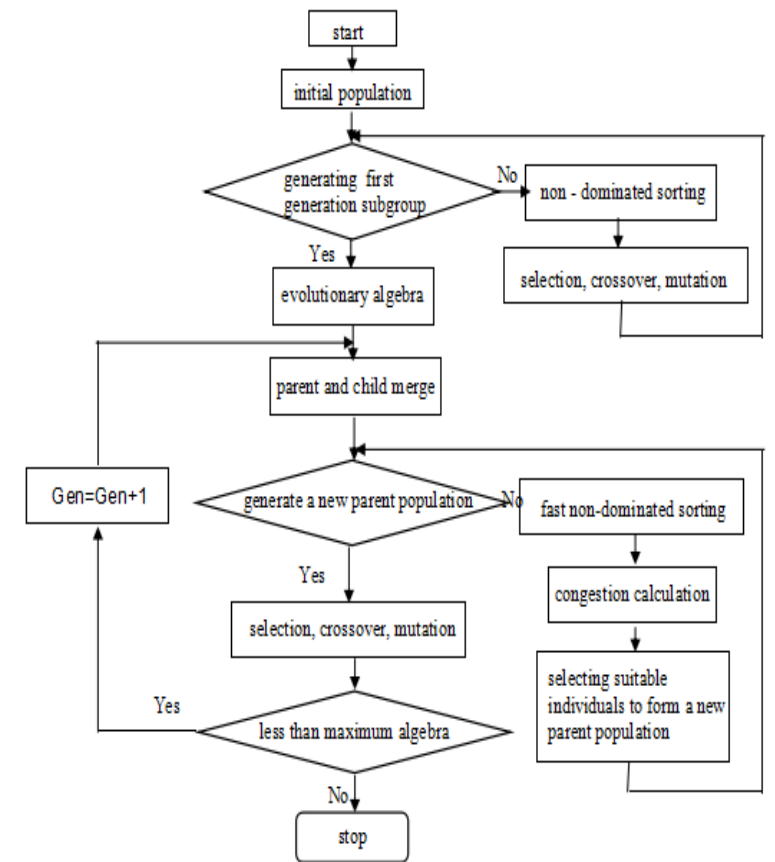 start
initial population
generating first
generation subgroup
No
non - dominated sorting
Yes
selection, crossover, mutation
evolutionary algebra
parent and child merge
Gen=Gen+1
generate a new parent population
No
fast non-dominated sorting
Yes
congestion calculation
selection, crossover, mutation
selecting suitable
individuals to form a new
parent population
Yes
less than maximum algebra
No
stop